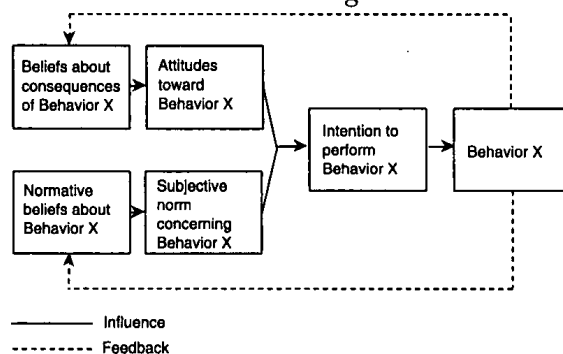 Beliefs about
consequences
of Behavior X
Attitudes
toward
Behavior X
Intention to
perform
Behavior X
Behavior X
Normative
beliefs about
Behavior X
Subjective
norm
concerning
Behavior X
Influence
Feedback